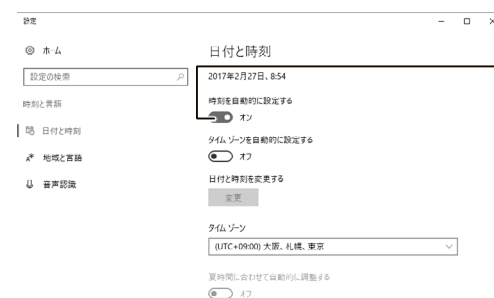 設定
ホーム
設定の検索
時刻と言語
日付と時刻
地域と言語
音声認識
日付と時刻
2017年2月27日、8:54
時刻を自動的に設定する
オン
タイム ゾーンを自動的に設定する
オフ
日付と時刻を変更する
変更
タイム ゾーン
(UTC+09:00) 大阪、札幌、東京
夏時間に合わせて自動的に調整する
オフ